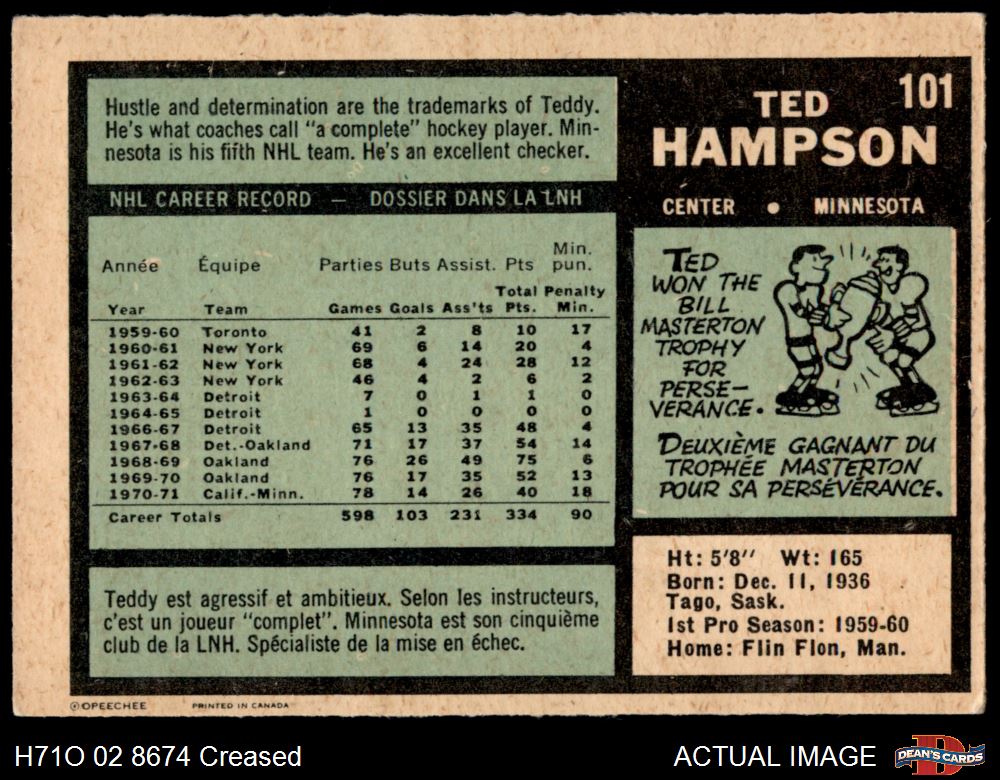 Hustle and determination are the trademarks of Teddy.
He's what coaches call "a complete" hockey player. Min-
nesota is his fifth NHL team. He's an excellent checker.
NHL CAREER RECORD — DOSSIER DANS LA LNH
Année Équipe Parties Buts Assist. Pts Min. pun.
Year Team Games Goals Ass'ts Total Pts. Penalty Min.
1959-60 Toronto 41 2 8 10 17
1960-61 New York 69 6 14 20 4
1961-62 New York 68 4 24 28 12
1962-63 New York 46 4 2 6 2
1963-64 Detroit 7 0 1 1 0
1964-65 Detroit 1 0 0 0 0
1966-67 Detroit 65 13 35 48 4
1967-68 Det.-Oakland 71 17 37 54 14
1968-69 Oakland 76 26 49 75 6
1969-70 Oakland 76 17 35 52 13
1970-71 Calif.-Minn. 78 14 26 40 18
Career Totals 598 103 231 334 90
Teddy est agressif et ambitieux. Selon les instructeurs,
c'est un joueur "complet". Minnesota est son cinquième
club de la LNH. Spécialiste de la mise en échec.
©OPEECHEE PRINTED IN CANADA
101
TED
HAMPSON
CENTER • MINNESOTA
TED
WON THE
BILL
MASTERTON
TROPHY
FOR
PERSE-
VERANCE.
DEUXIÈME GAGNANT DU
TROPHÉE MASTERTON
POUR SA PERSÉVÉRANCE.
Ht: 5'8'' Wt: 165
Born: Dec. 11, 1936
Tago, Sask.
1st Pro Season: 1959-60
Home: Flin Flon, Man.
H71O 02 8674 Creased
ACTUAL IMAGE
DEAN'S CARDS